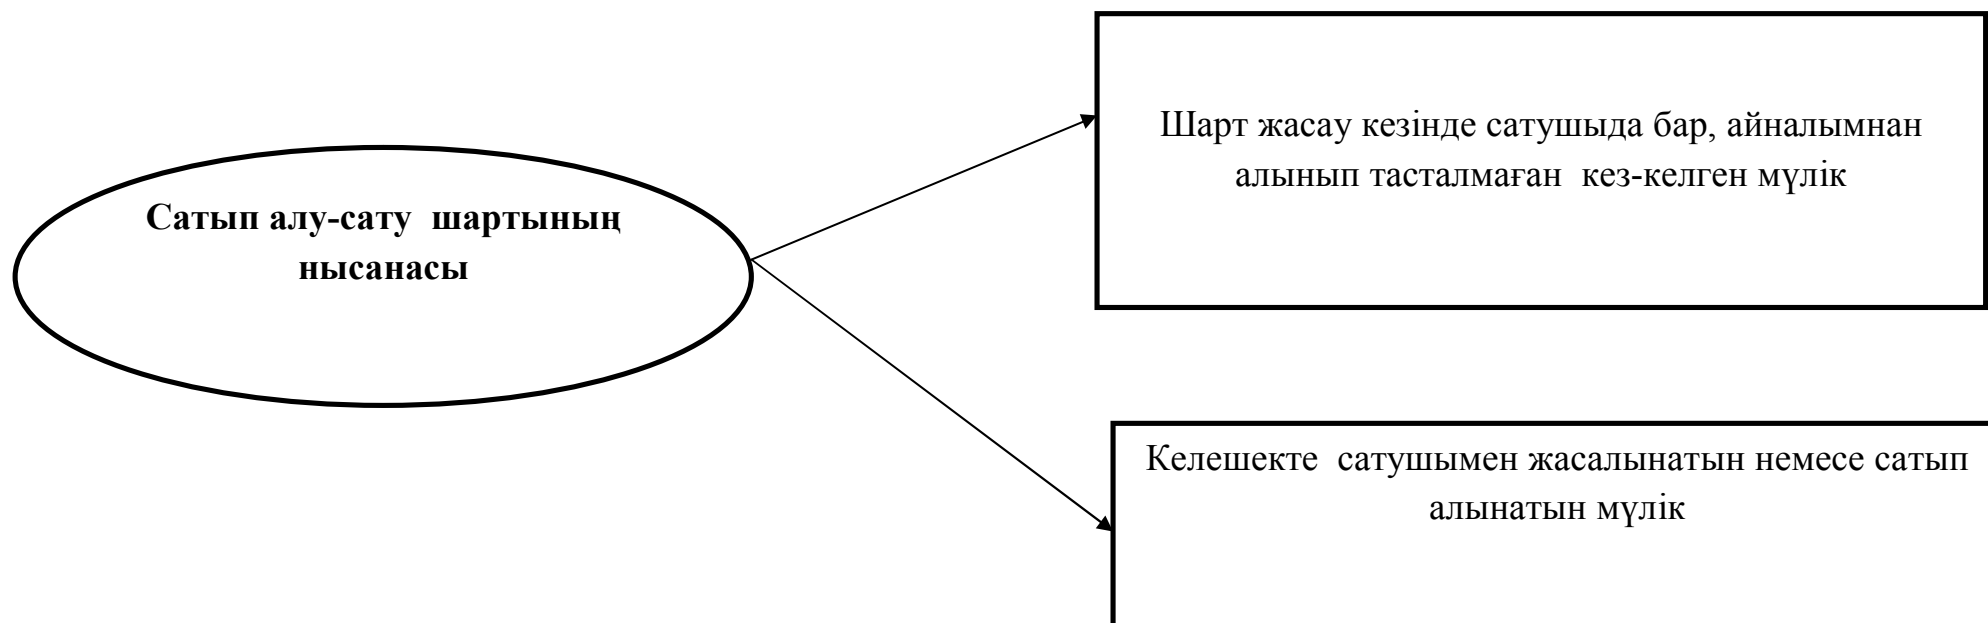 Шарт жасау кезінде сатушыда бар, айналымнан
алынып тасталмаған  кез-келген мүлік
Сатып алу-сату  шартының
нысанасы
Келешекте  сатушымен жасалынатын немесе сатып
алынатын мүлік